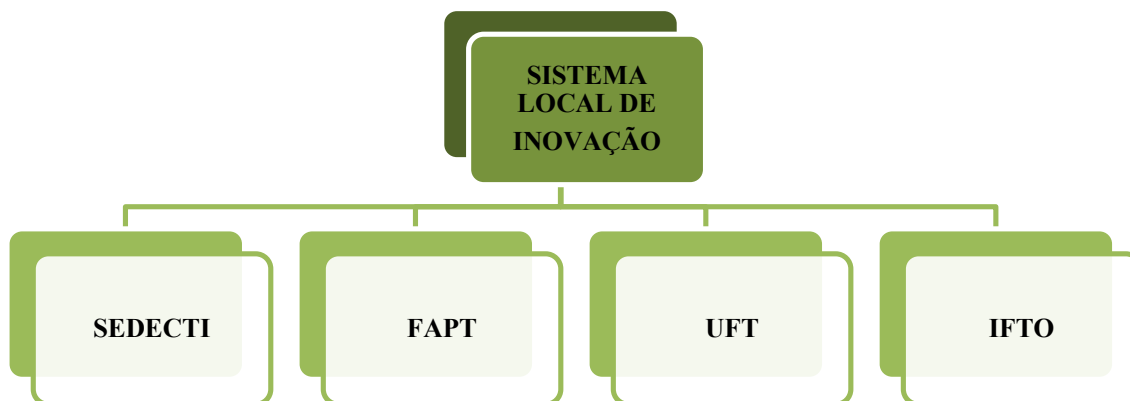 SISTEMA
LOCAL DE
INOVAÇÃO
SEDECTI
FAPT
UFT
IFTO